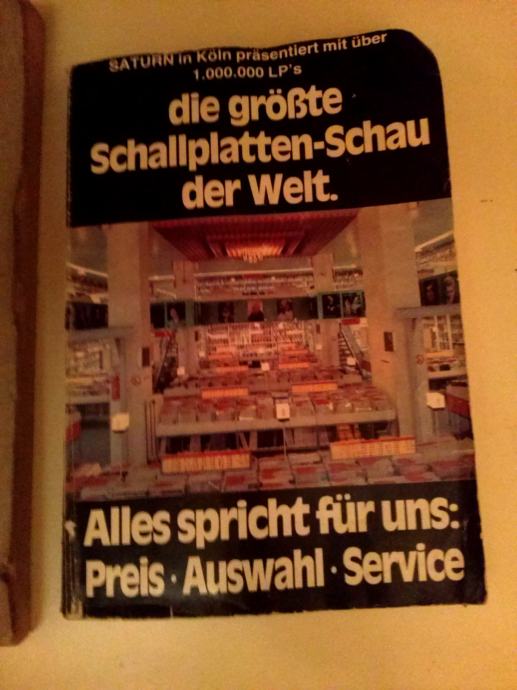 SATURN in Köln präsentiert mit über
1.000.000 LP's
die größte
Schallplatten-Schau
der Welt.
Alles spricht für uns:
Preis · Auswahl · Service